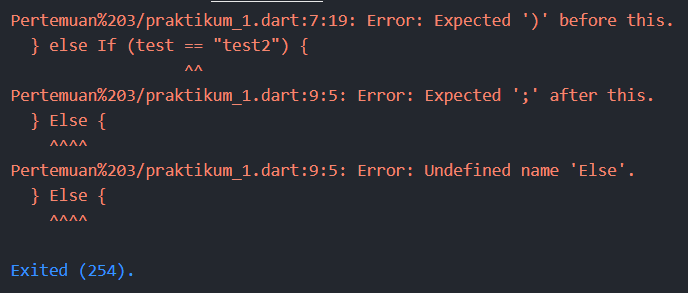 Pertemuan%203/praktikum_1.dart:7:19: Error: Expected ')' before this.
  } else If (test == "test2") {
                  ^^
Pertemuan%203/praktikum_1.dart:9:5: Error: Expected ';' after this.
  } Else {
    ^^^^
Pertemuan%203/praktikum_1.dart:9:5: Error: Undefined name 'Else'.
  } Else {
    ^^^^
Exited (254).